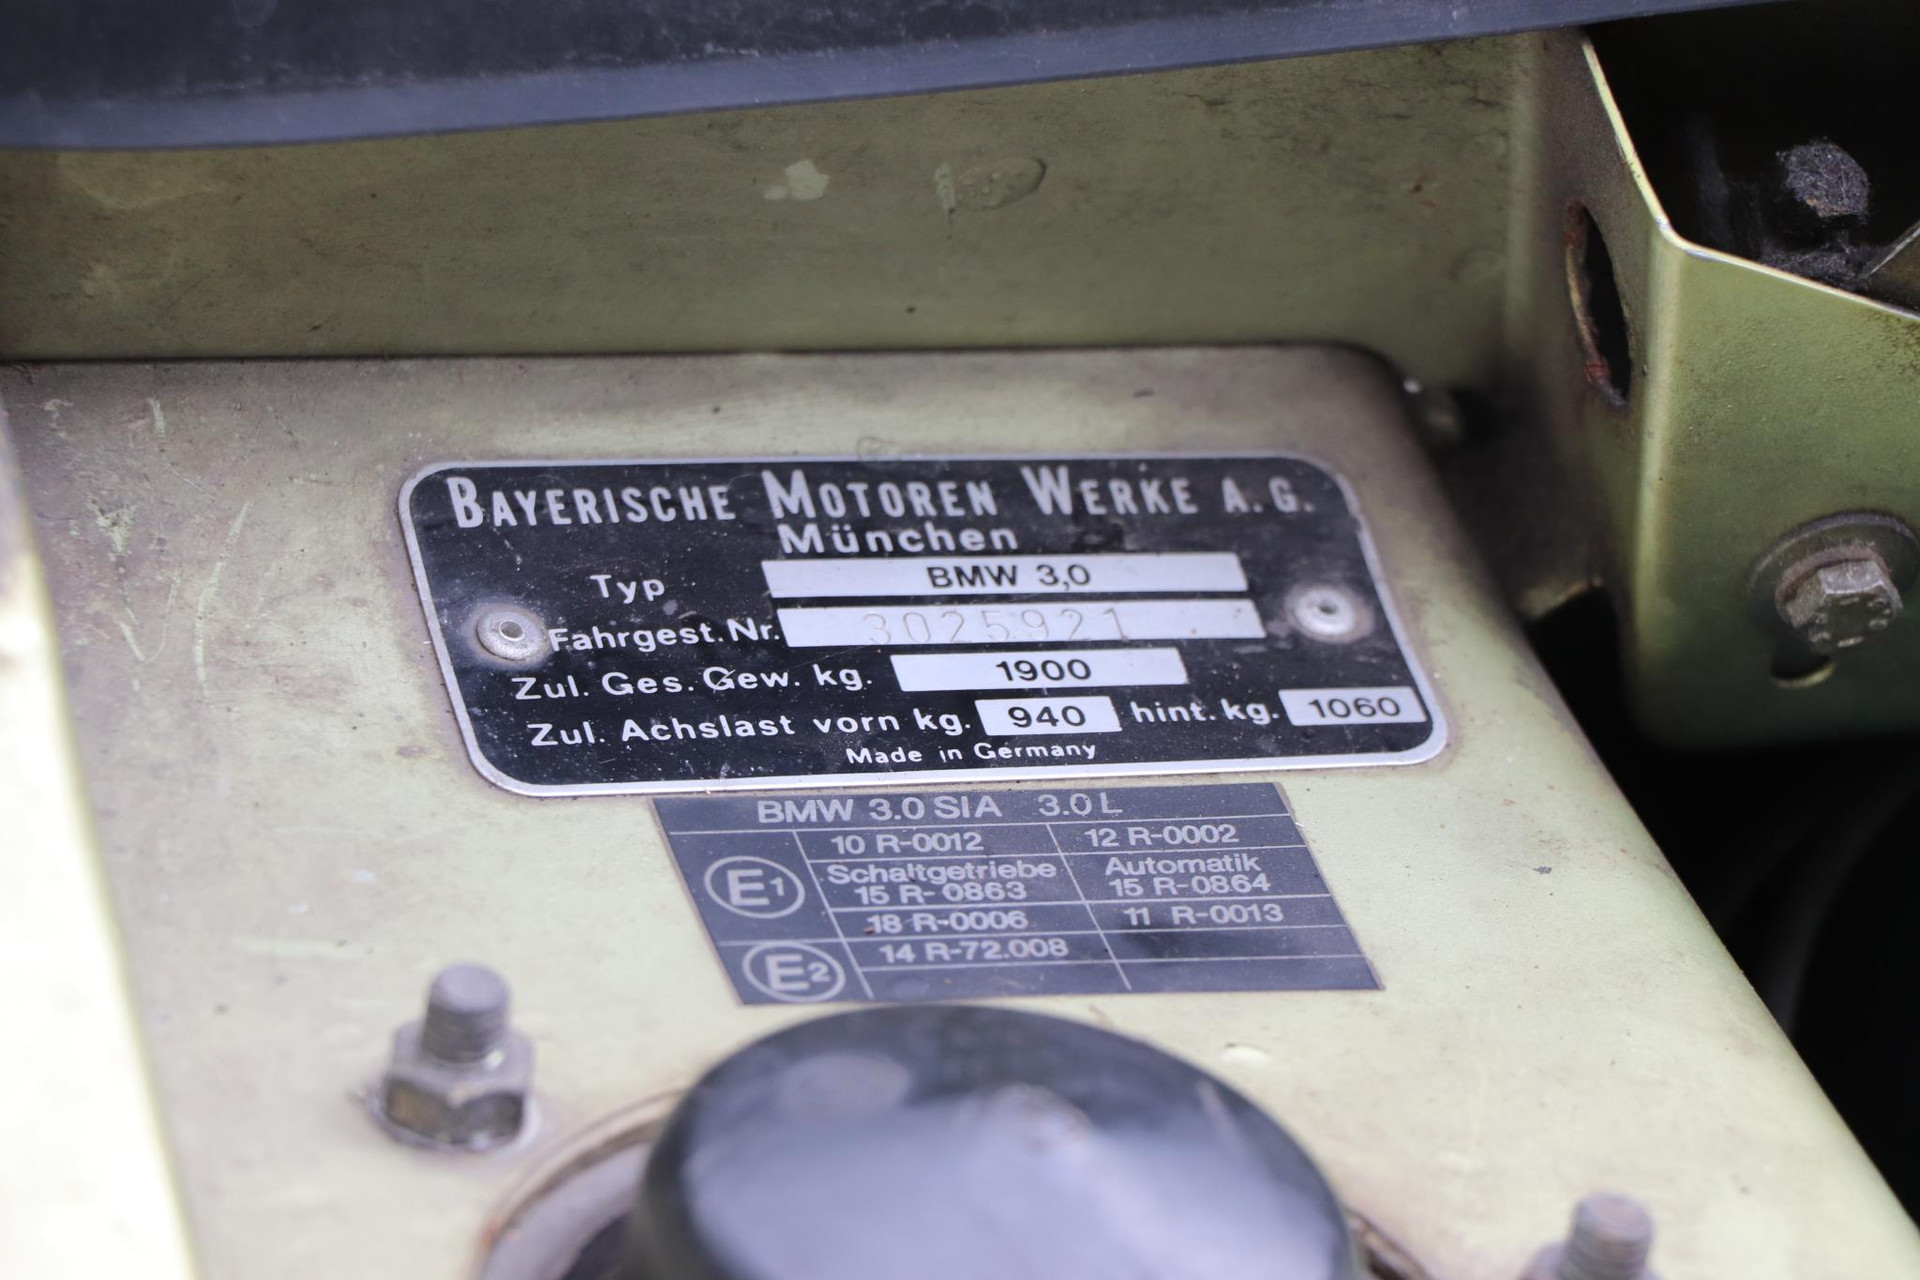 BAYERISCHE MOTOREN WERKE A.G.
München
Typ BMW 3,0
Fahrgest.Nr. 3025921
Zul. Ges. Gew. kg. 1900
Zul. Achslast vorn kg. 940 hint. kg. 1060
Made in Germany
BMW 3.0 SIA 3.0 L
10 R-0012 12 R-0002
E1 Schaltgetriebe Automatik
15 R-0863 15 R-0864
18 R-0006 11 R-0013
E2 14 R-72.008